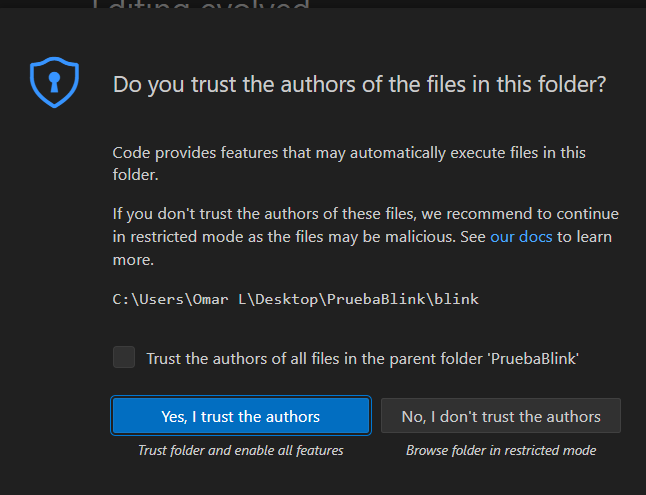 Editing evolved
Do you trust the authors of the files in this folder?
Code provides features that may automatically execute files in this
folder.
If you don't trust the authors of these files, we recommend to continue
in restricted mode as the files may be malicious. See our docs to learn
more.
C:\Users\Omar L\Desktop\PruebaBlink\blink
Trust the authors of all files in the parent folder 'PruebaBlink'
Yes, I trust the authors
No, I don't trust the authors
Trust folder and enable all features
Browse folder in restricted mode